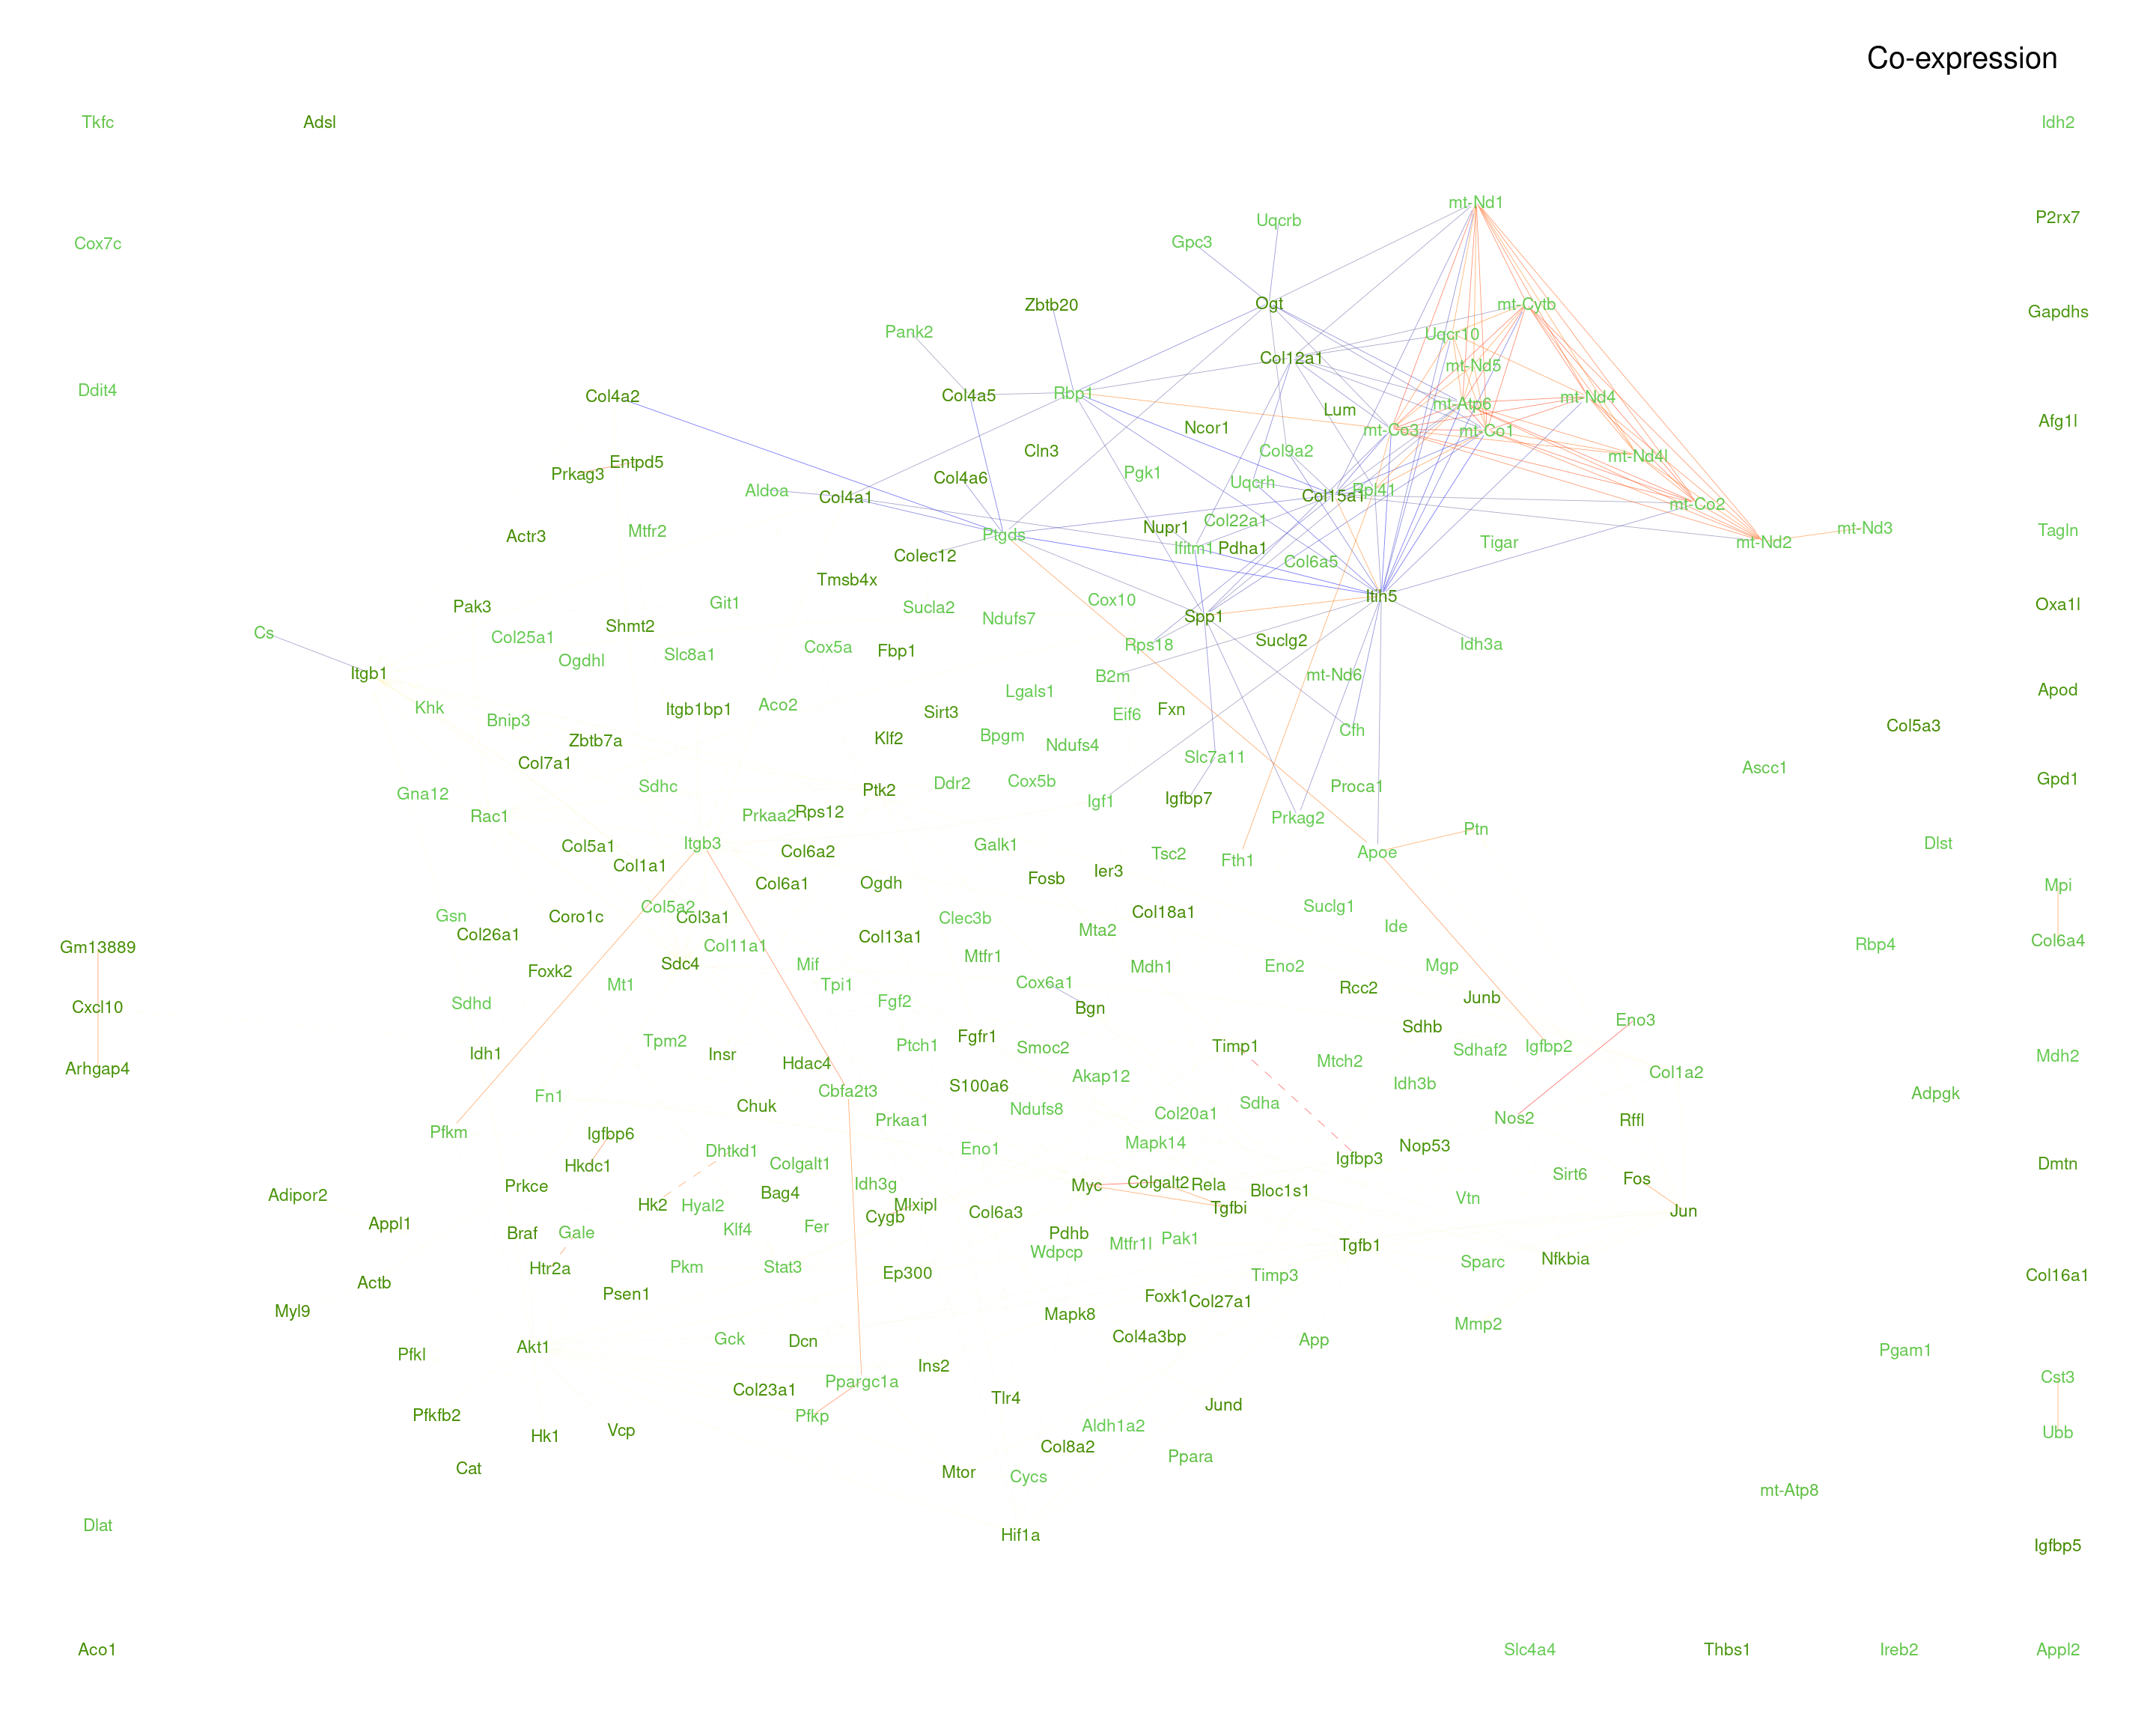 Co-expression
Tkfc
Adsl
Idh2
mt-Nd1
P2rx7
Uqcrb
Gpc3
Cox7c
Ogt
Zbtb20
mt-Cytb
Gapdhs
Pank2
Uqcr10
Col12a1
mt-Nd5
Ddit4
Col4a2
Col4a5
Rbp1
mt-Nd4
mt-Atp6
Lum
Afg1l
Ncor1
mt-Co3
mt-Co1
Cln3
Col9a2
mt-Nd4l
Entpd5
Prkag3
Col4a6
Pgk1
Uqcrh
Aldoa
Col4a1
Col15a1
Rpl41
mt-Co2
Col22a1
Nupr1
mt-Nd3
Tagln
Mtfr2
Actr3
Ptgds
Ifitm1
Pdha1
Tigar
mt-Nd2
Colec12
Col6a5
Tmsb4x
Itih5
Cox10
Git1
Pak3
Sucla2
Oxa1l
Spp1
Ndufs7
Shmt2
Cs
Col25a1
Suclg2
Rps18
Idh3a
Cox5a
Fbp1
Slc8a1
Ogdhl
Itgb1
B2m
mt-Nd6
Lgals1
Apod
Khk
Itgb1bp1
Aco2
Sirt3
Eif6
Fxn
Bnip3
Col5a3
Cfh
Zbtb7a
Klf2
Bpgm
Ndufs4
Slc7a11
Col7a1
Ascc1
Gpd1
Sdhc
Ptk2
Ddr2
Cox5b
Proca1
Gna12
Igf1
Igfbp7
Rac1
Prkaa2
Rps12
Prkag2
Ptn
Itgb3
Col5a1
Galk1
Dlst
Col6a2
Tsc2
Fth1
Apoe
Col1a1
Ier3
Col6a1
Ogdh
Fosb
Mpi
Col5a2
Suclg1
Gsn
Coro1c
Col3a1
Clec3b
Col18a1
Ide
Col26a1
Col13a1
Mta2
Col6a4
Gm13889
Col11a1
Rbp4
Mtfr1
Foxk2
Sdc4
Mif
Mdh1
Eno2
Mgp
Mt1
Tpi1
Cox6a1
Rcc2
Sdhd
Fgf2
Bgn
Junb
Cxcl10
Eno3
Sdhb
Tpm2
Fgfr1
Idh1
Insr
Ptch1
Smoc2
Timp1
Sdhaf2
Igfbp2
Mdh2
Hdac4
Mtch2
Arhgap4
Akap12
Col1a2
S100a6
Idh3b
Cbfa2t3
Fn1
Adpgk
Chuk
Ndufs8
Col20a1
Sdha
Prkaa1
Nos2
Rffl
Pfkm
Igfbp6
Mapk14
Nop53
Dhtkd1
Eno1
Igfbp3
Hkdc1
Colgalt1
Dmtn
Prkce
Idh3g
Myc
Colgalt2
Rela
Sirt6
Fos
Adipor2
Bag4
Bloc1s1
Hk2
Hyal2
Mlxipl
Vtn
Tgfbi
Col6a3
Cygb
Jun
Appl1
Klf4
Fer
Braf
Gale
Pdhb
Pak1
Mtfr1l
Tgfb1
Wdpcp
Nfkbia
Sparc
Htr2a
Pkm
Stat3
Ep300
Timp3
Col16a1
Actb
Psen1
Foxk1
Col27a1
Myl9
Mapk8
Mmp2
Gck
Dcn
Col4a3bp
App
Akt1
Pfkl
Pgam1
Ins2
Col23a1
Ppargc1a
Cst3
Tlr4
Jund
Pfkfb2
Pfkp
Aldh1a2
Vcp
Ubb
Hk1
Col8a2
Ppara
Cat
Mtor
Cycs
mt-Atp8
Dlat
Hif1a
Igfbp5
Aco1
Slc4a4
Thbs1
Ireb2
Appl2